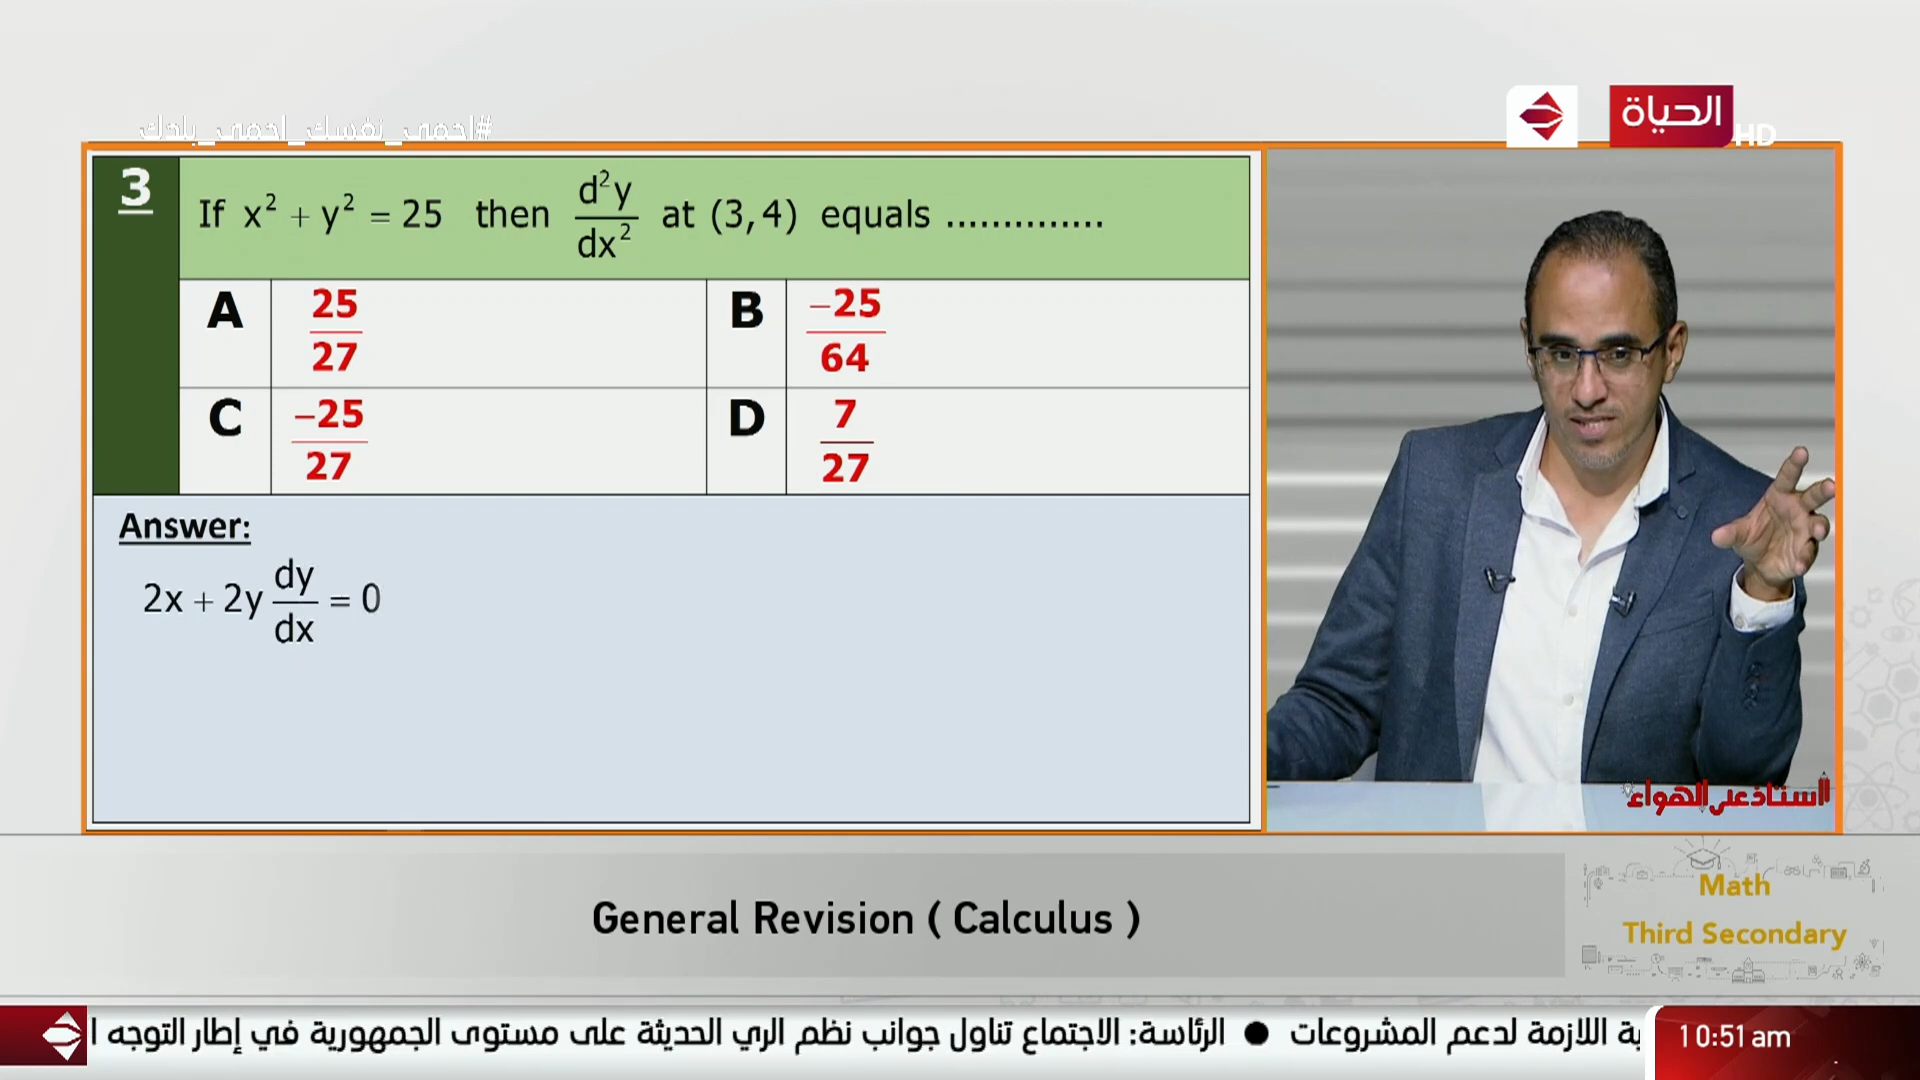 #احمي_نفسك_احمي_بلدك
الحياة
HD
3
If x² + y² = 25 then d²y/dx² at (3,4) equals ..............
A 25/27
B −25/64
C −25/27
D 7/27
Answer:
2x + 2y dy/dx = 0
أستاذ على الهواء
General Revision ( Calculus )
Math
Third Secondary
ية اللازمة لدعم المشروعات ● الرئاسة: الاجتماع تناول جوانب نظم الري الحديثة على مستوى الجمهورية في إطار التوجه ا
10:51 am